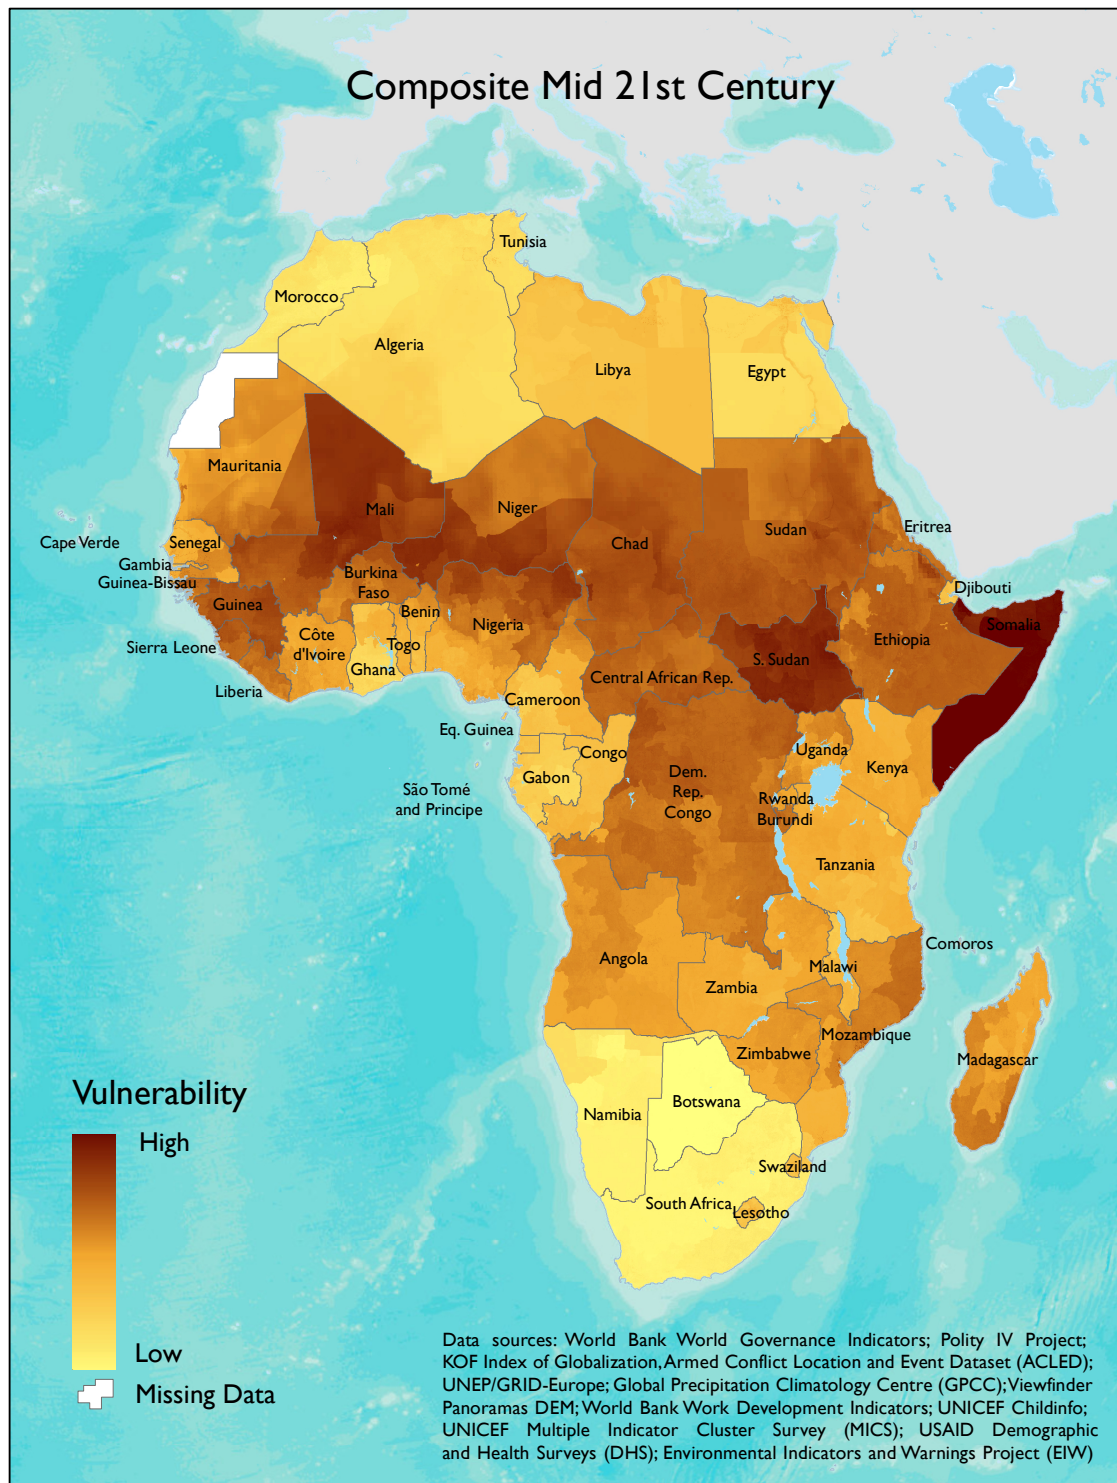 Composite Mid 21st Century
Tunisia
Morocco
Algeria
Libya
Egypt
Mauritania
Mali
Niger
Chad
Sudan
Eritrea
Cape Verde
Senegal
Gambia
Guinea-Bissau
Guinea
Burkina
Faso
Benin
Djibouti
Somalia
Sierra Leone
Côte
d'Ivoire
Togo
Ghana
Nigeria
Ethiopia
S. Sudan
Liberia
Central African Rep.
Cameroon
Eq. Guinea
Congo
Gabon
Uganda
Kenya
São Tomé
and Principe
Dem.
Rep.
Congo
Rwanda
Burundi
Tanzania
Comoros
Angola
Malawi
Zambia
Mozambique
Zimbabwe
Madagascar
Botswana
Namibia
Swaziland
South Africa
Lesotho
Vulnerability
High
Low
Missing Data
Data sources: World Bank World Governance Indicators; Polity IV Project;
KOF Index of Globalization, Armed Conflict Location and Event Dataset (ACLED);
UNEP/GRID-Europe; Global Precipitation Climatology Centre (GPCC); Viewfinder
Panoramas DEM; World Bank Work Development Indicators; UNICEF Childinfo;
UNICEF Multiple Indicator Cluster Survey (MICS); USAID Demographic
and Health Surveys (DHS); Environmental Indicators and Warnings Project (EIW)